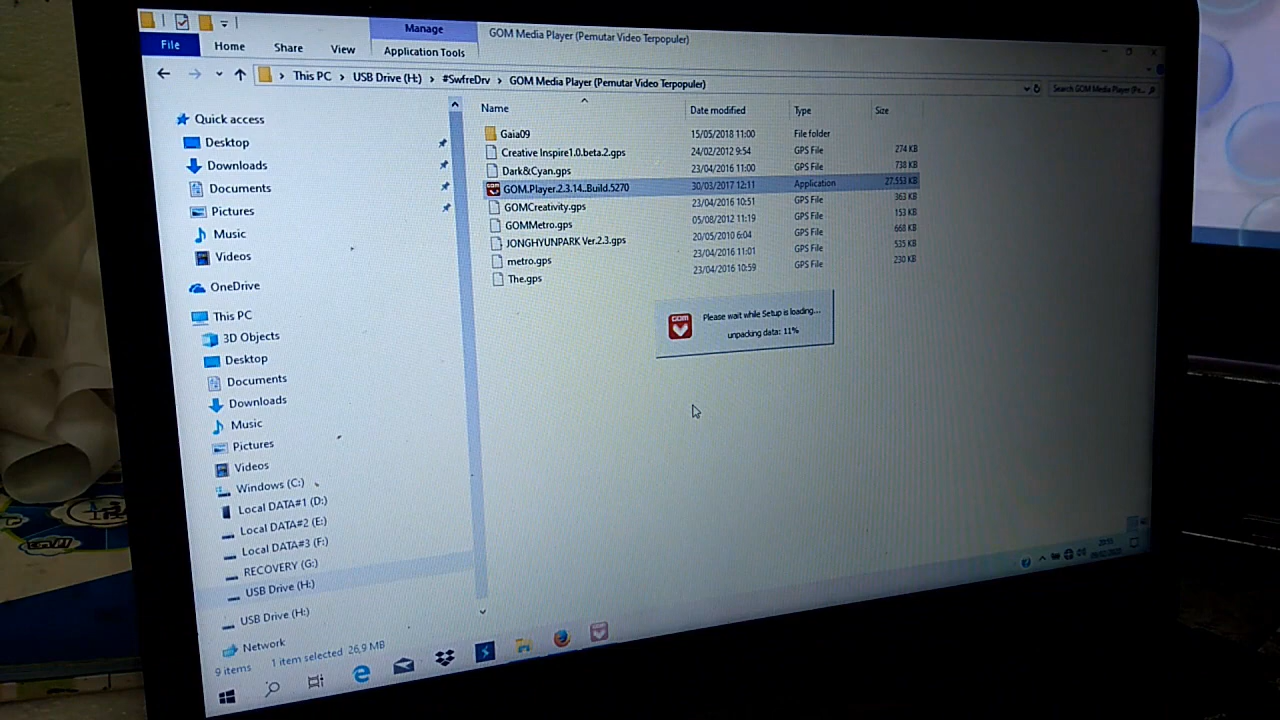 Manage
GOM Media Player (Pemutar Video Terpopuler)
File Home Share View Application Tools
This PC > USB Drive (H:) > #SwfreDrv > GOM Media Player (Pemutar Video Terpopuler)
Search GOM Media Player (Pe...
Name Date modified Type Size
Gaia09 15/05/2018 11:00 File folder
Creative Inspire1.0.beta.2.gps 24/02/2012 9:54 GPS File 274 KB
Dark&Cyan.gps 23/04/2016 11:00 GPS File 738 KB
GOM.Player.2.3.14..Build.5270 30/03/2017 12:11 Application 27.553 KB
GOMCreativity.gps 23/04/2016 10:51 GPS File 363 KB
GOMMetro.gps 05/08/2012 11:19 GPS File 153 KB
JONGHYUNPARK Ver.2.3.gps 20/05/2010 6:04 GPS File 668 KB
metro.gps 23/04/2016 11:01 GPS File 535 KB
The.gps 23/04/2016 10:59 GPS File 230 KB
Quick access
Desktop
Downloads
Documents
Pictures
Music
Videos
OneDrive
This PC
3D Objects
Desktop
Documents
Downloads
Music
Pictures
Videos
Windows (C:)
Local DATA#1 (D:)
Local DATA#2 (E:)
Local DATA#3 (F:)
RECOVERY (G:)
USB Drive (H:)
USB Drive (H:)
Network
GOM
Please wait while Setup is loading...
unpacking data: 11%
9 items 1 item selected 26,9 MB